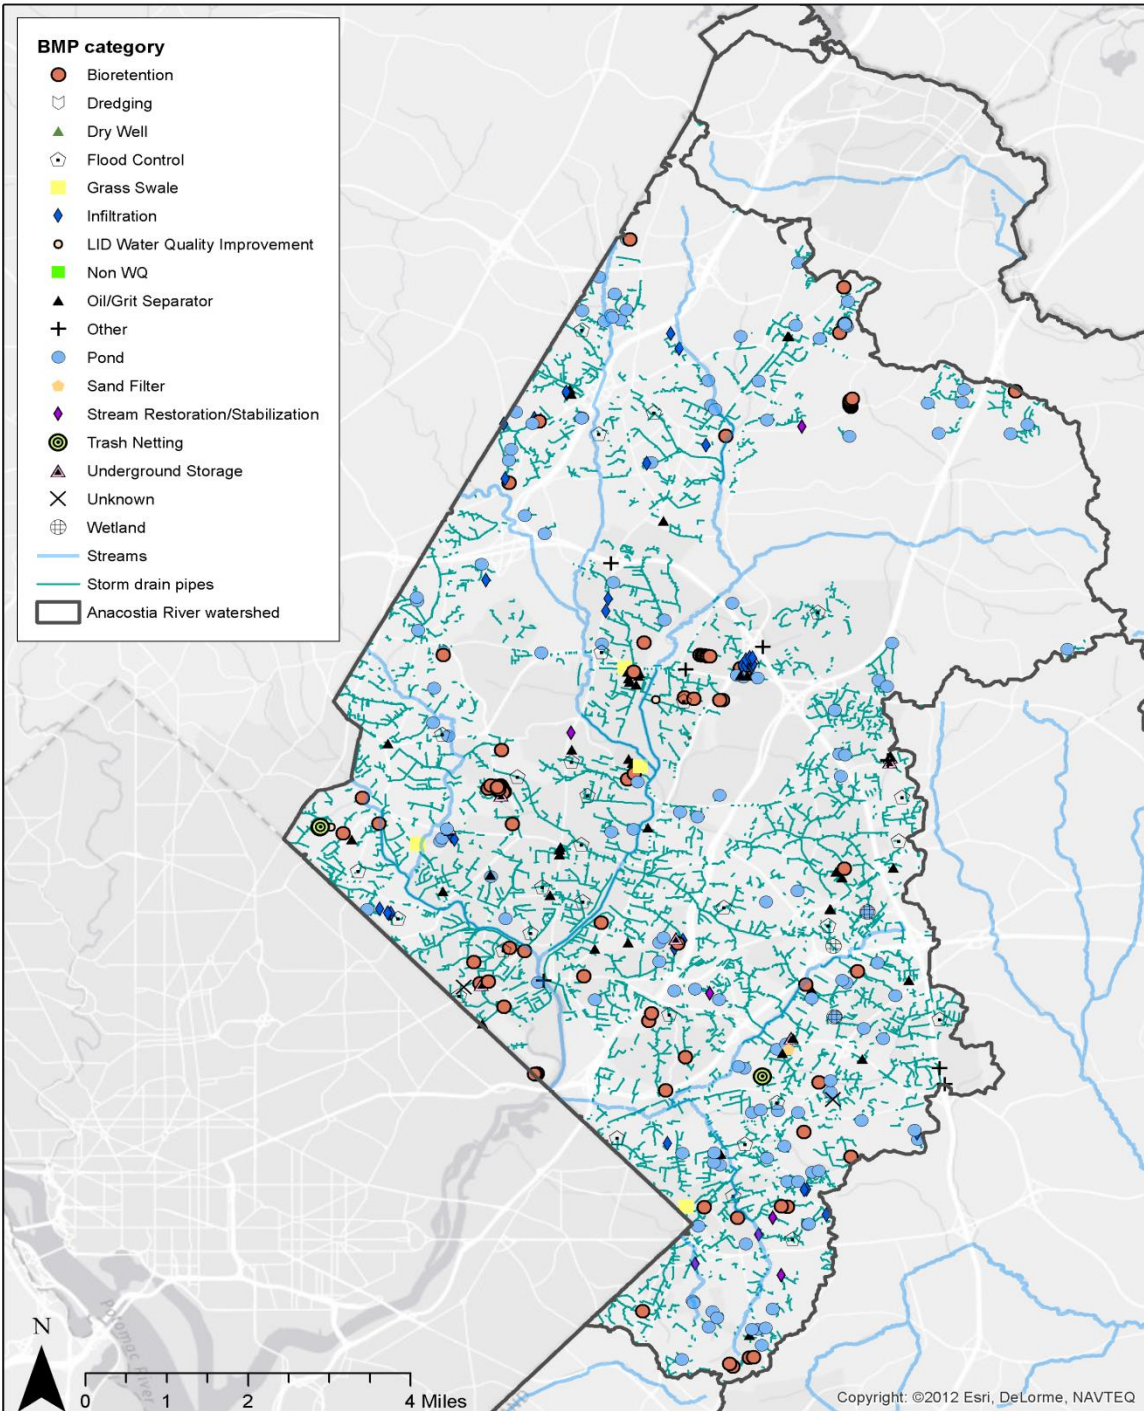 BMP category
Bioretention
Dredging
Dry Well
Flood Control
Grass Swale
Infiltration
LID Water Quality Improvement
Non WQ
Oil/Grit Separator
Other
Pond
Sand Filter
Stream Restoration/Stabilization
Trash Netting
Underground Storage
Unknown
Wetland
Streams
Storm drain pipes
Anacostia River watershed
Potomac River
N
0 1 2 4 Miles
Copyright: ©2012 Esri, DeLorme, NAVTEQ